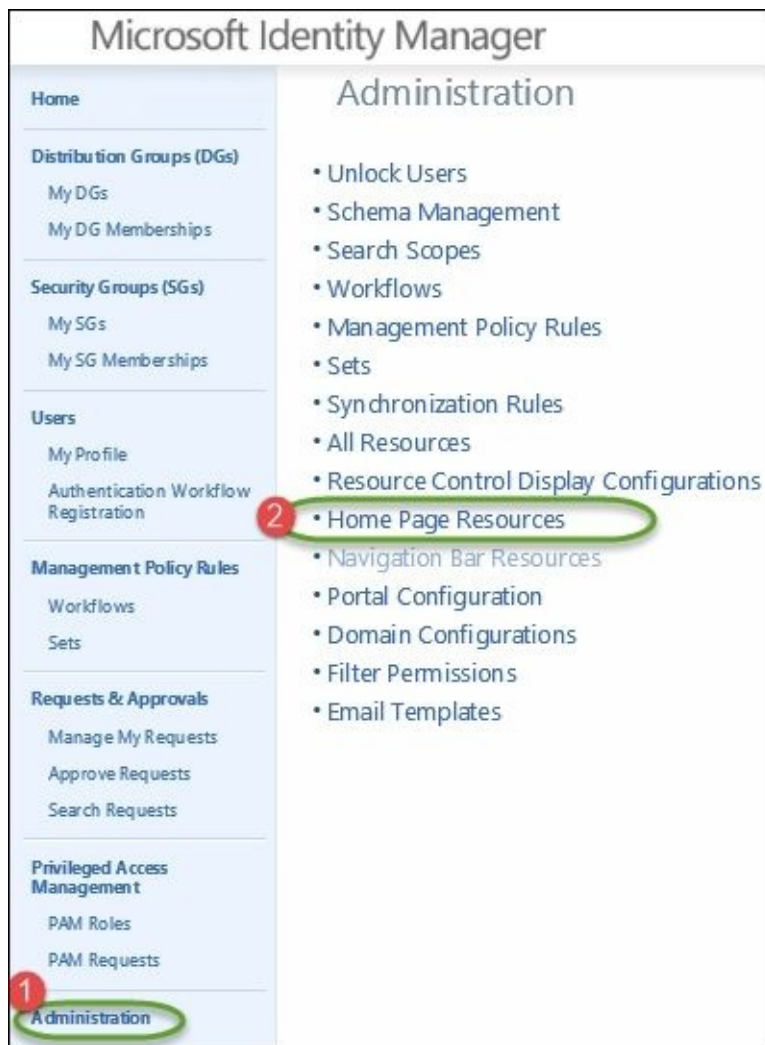 Microsoft Identity Manager
Home
Distribution Groups (DGs)
My DGs
My DG Memberships
Security Groups (SGs)
My SGs
My SG Memberships
Users
My Profile
Authentication Workflow
Registration
Management Policy Rules
Workflows
Sets
Requests & Approvals
Manage My Requests
Approve Requests
Search Requests
Privileged Access
Management
PAM Roles
PAM Requests
1
Administration
Administration
• Unlock Users
• Schema Management
• Search Scopes
• Workflows
• Management Policy Rules
• Sets
• Synchronization Rules
• All Resources
• Resource Control Display Configurations
2 • Home Page Resources
• Navigation Bar Resources
• Portal Configuration
• Domain Configurations
• Filter Permissions
• Email Templates